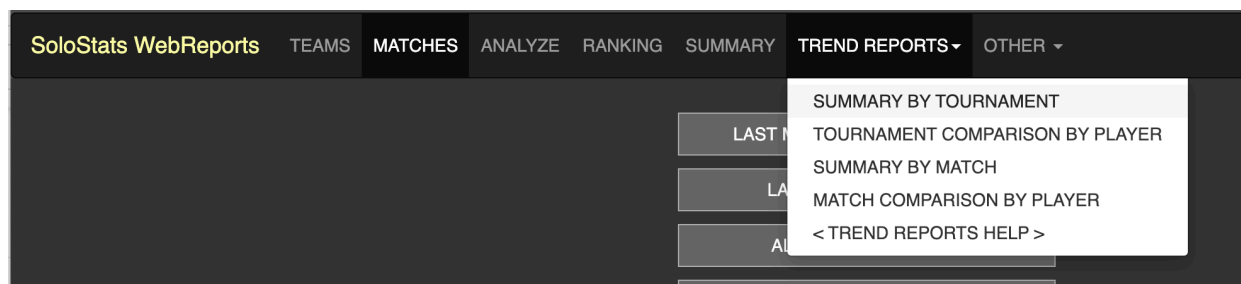 SoloStats WebReports TEAMS MATCHES ANALYZE RANKING SUMMARY TREND REPORTS OTHER
SUMMARY BY TOURNAMENT
LAST
TOURNAMENT COMPARISON BY PLAYER
SUMMARY BY MATCH
MATCH COMPARISON BY PLAYER
< TREND REPORTS HELP >